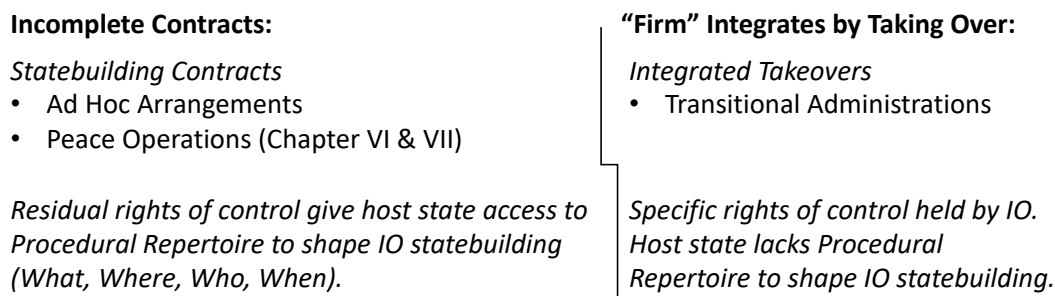 Incomplete Contracts:
Statebuilding Contracts
• Ad Hoc Arrangements
• Peace Operations (Chapter VI & VII)
Residual rights of control give host state access to
Procedural Repertoire to shape IO statebuilding
(What, Where, Who, When).
“Firm” Integrates by Taking Over:
Integrated Takeovers
• Transitional Administrations
Specific rights of control held by IO.
Host state lacks Procedural
Repertoire to shape IO statebuilding.